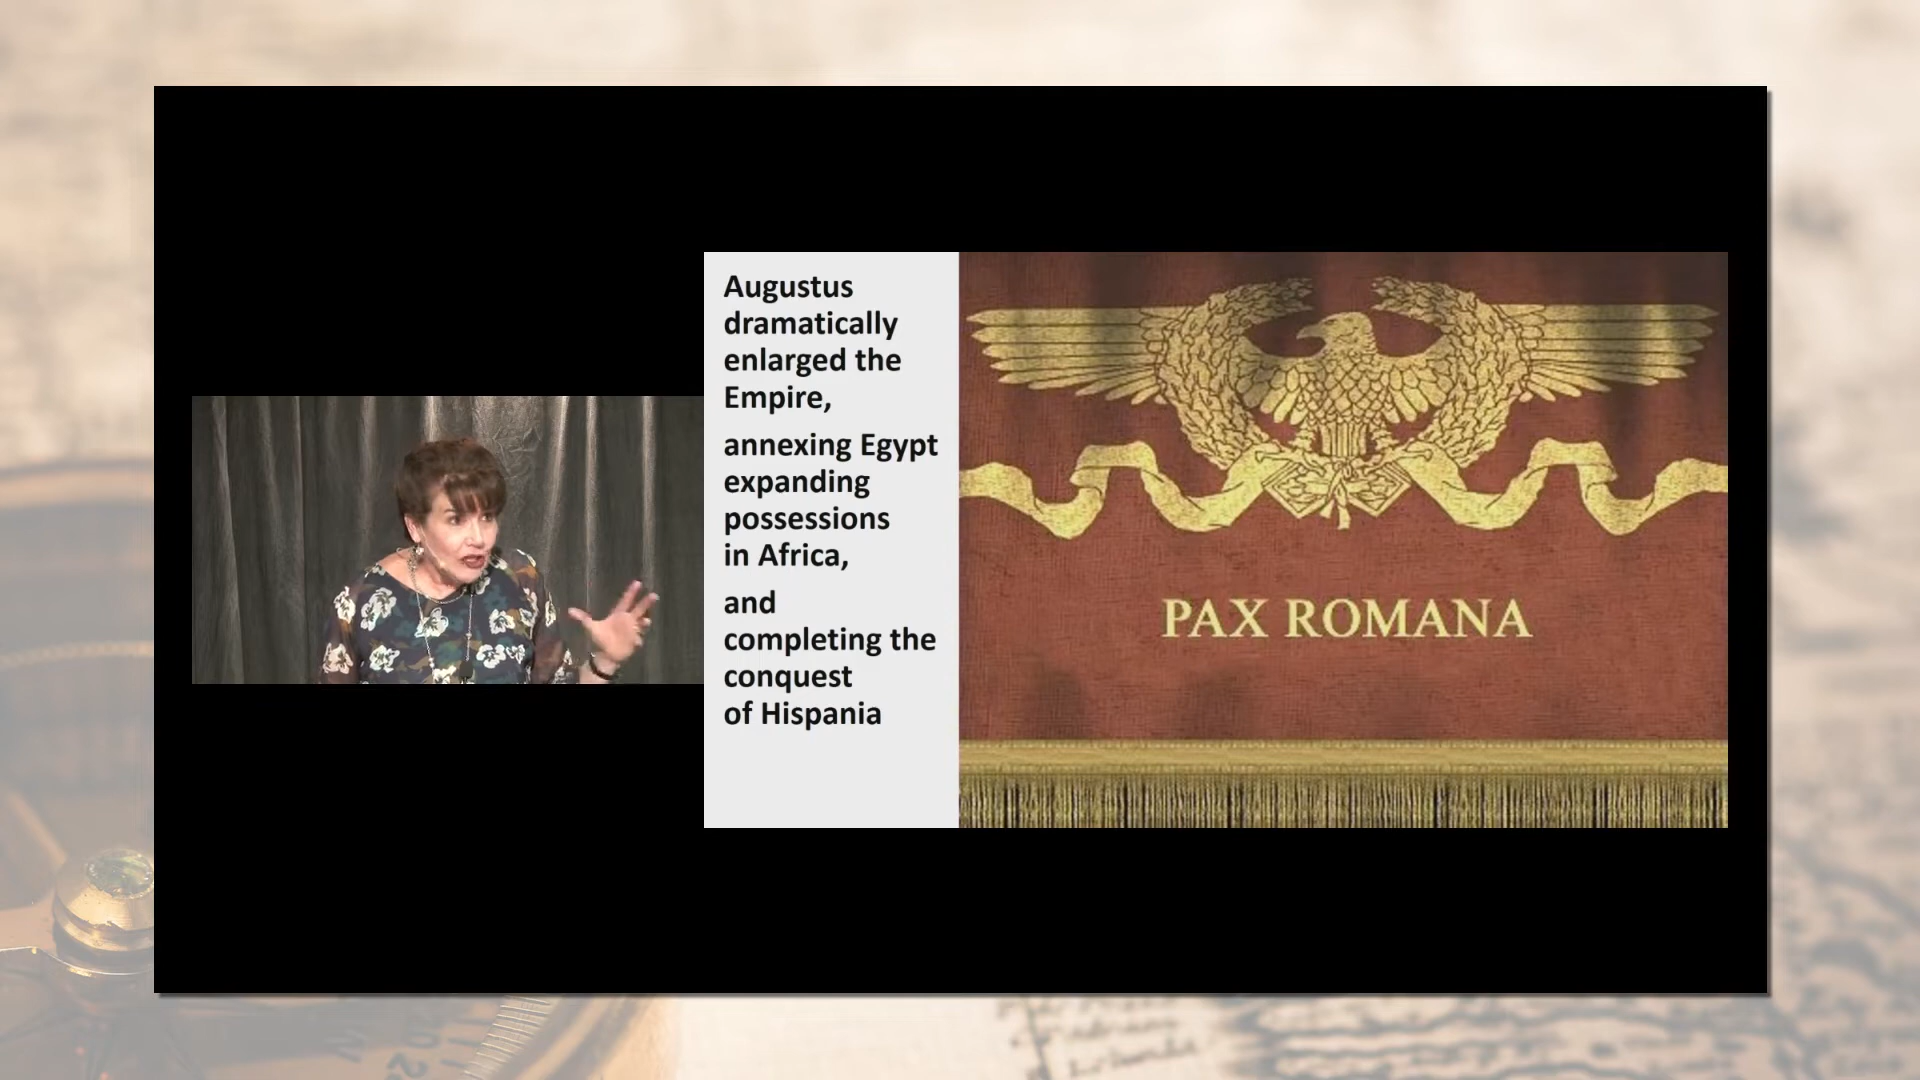 Augustus
dramatically
enlarged the
Empire,
annexing Egypt
expanding
possessions
in Africa,
and
completing the
conquest
of Hispania
PAX ROMANA